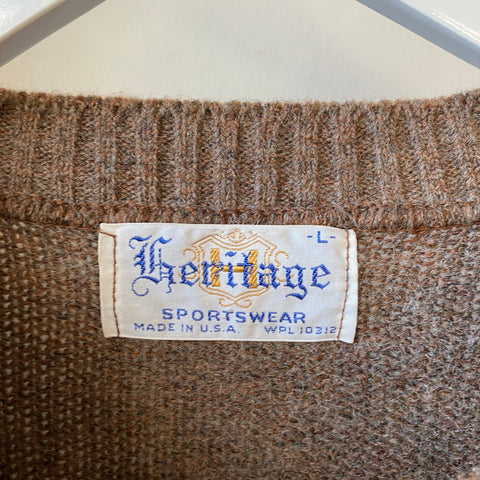 -L-
Heritage
H
SPORTSWEAR
MADE IN U.S.A. WPL 10312